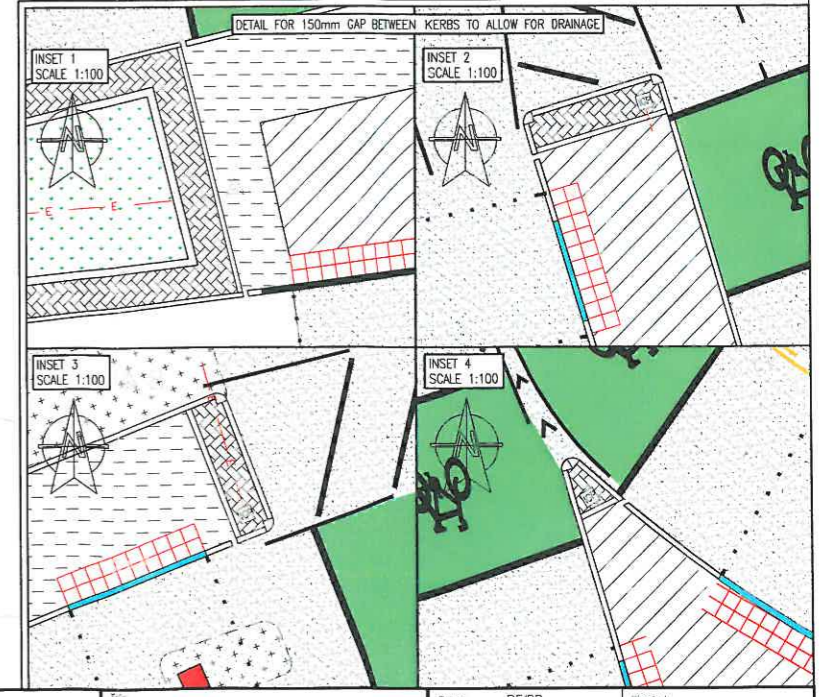 DETAIL FOR 150mm GAP BETWEEN KERBS TO ALLOW FOR DRAINAGE
INSET 1
SCALE 1:100
INSET 2
SCALE 1:100
N
N
E E
INSET 3
SCALE 1:100
INSET 4
SCALE 1:100
N
N